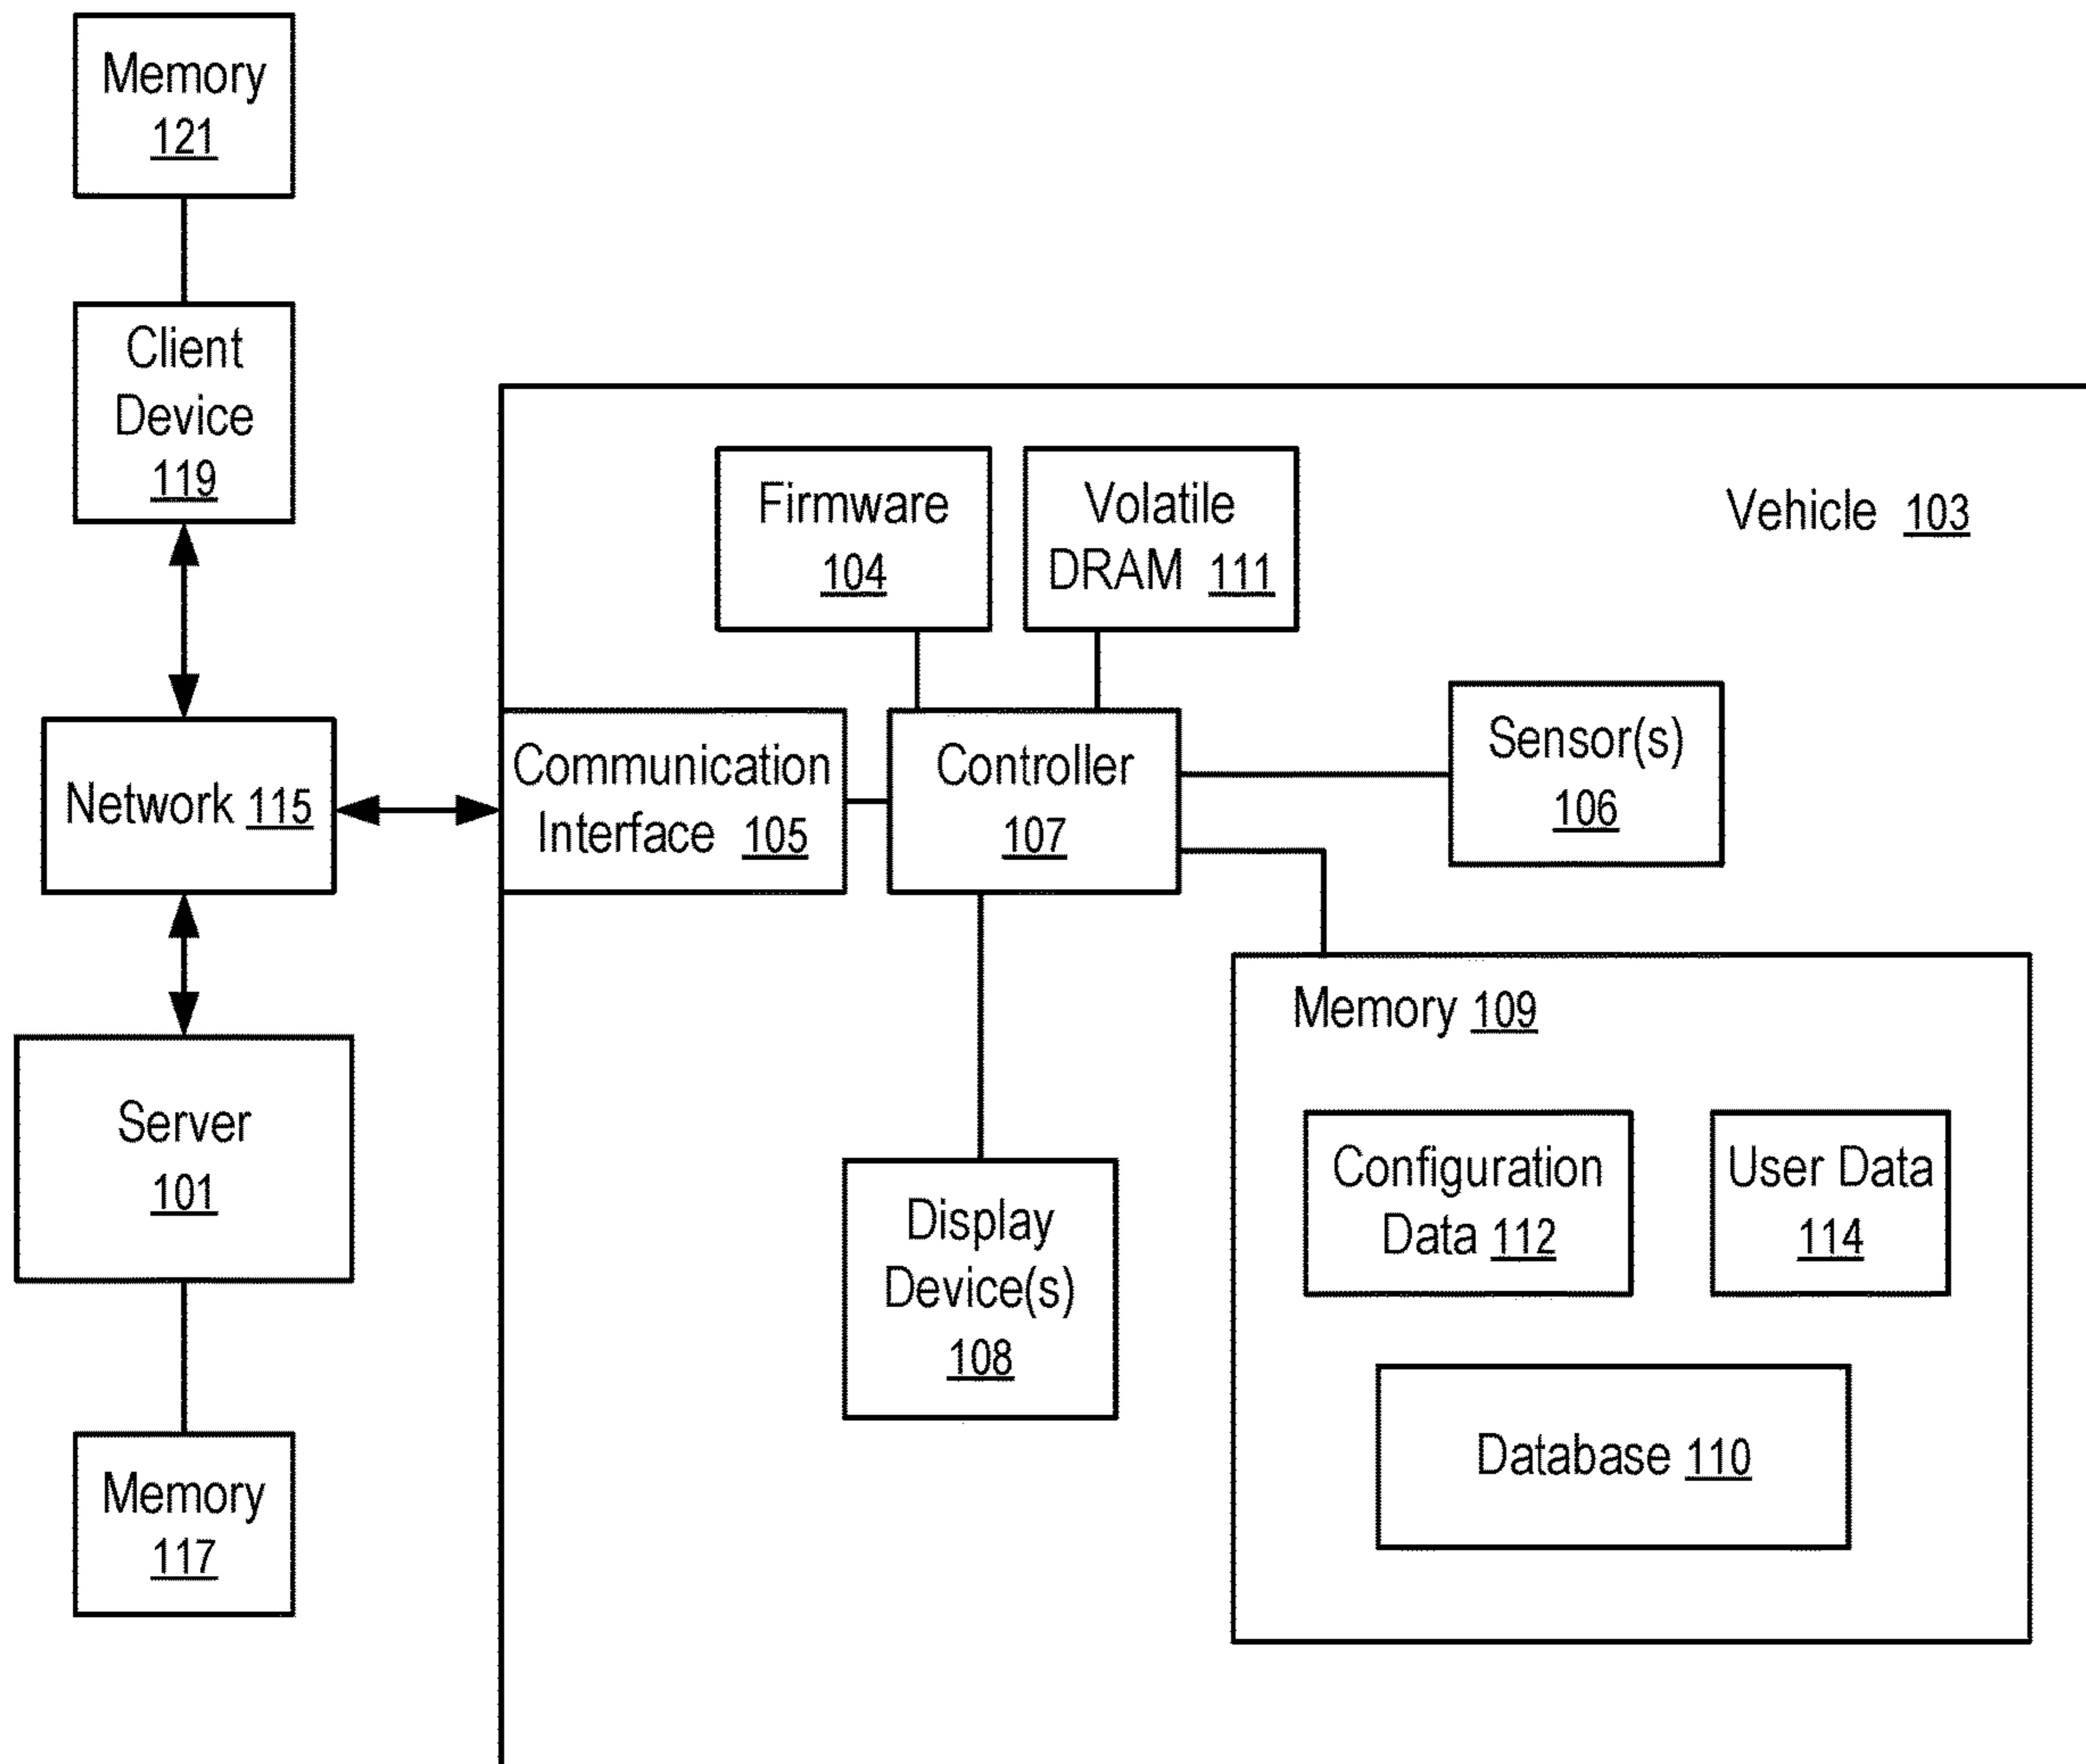 Memory
121
Client
Device
119
Network 115
Server
101
Memory
117
Vehicle 103
Firmware
104
Volatile
DRAM 111
Communication
Interface 105
Controller
107
Sensor(s)
106
Display
Device(s)
108
Memory 109
Configuration
Data 112
User Data
114
Database 110